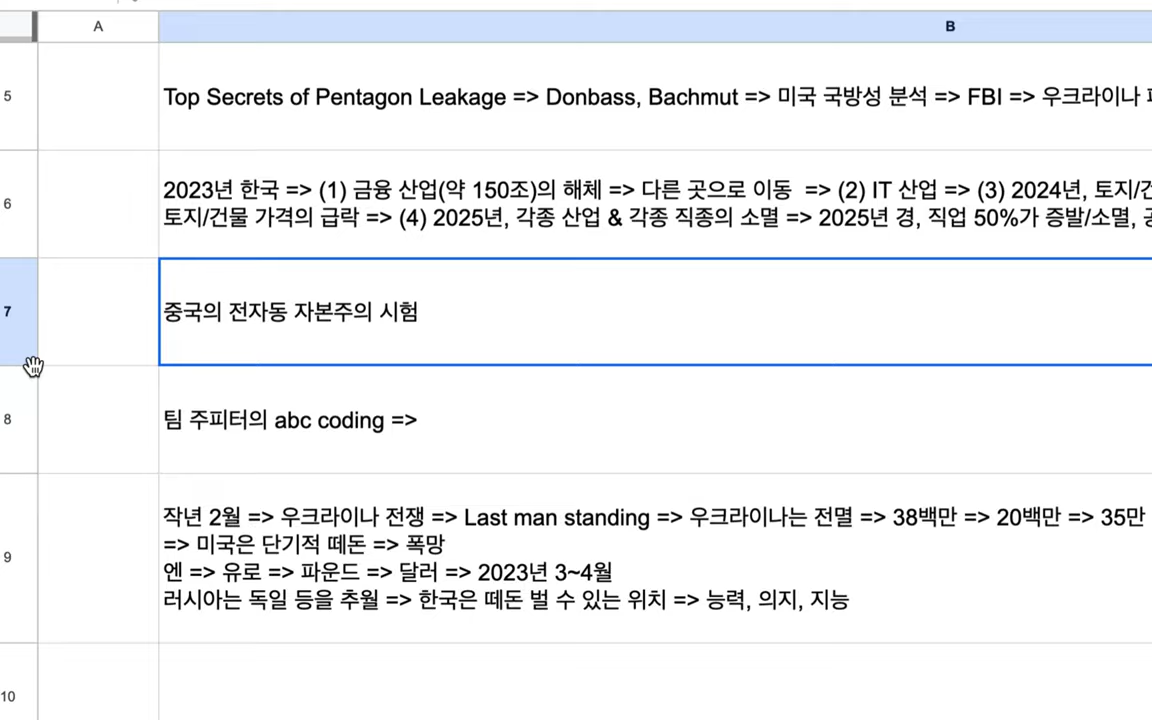 A
B
5
Top Secrets of Pentagon Leakage => Donbass, Bachmut => 미국 국방성 분석 => FBI => 우크라이나
6
2023년 한국 => (1) 금융 산업(약 150조)의 해체 => 다른 곳으로 이동 => (2) IT 산업 => (3) 2024년, 토지/건
토지/건물 가격의 급락 => (4) 2025년, 각종 산업 & 각종 직종의 소멸 => 2025년 경, 직업 50%가 증발/소멸,
7
중국의 전자동 자본주의 시험
8
팀 주피터의 abc coding =>
9
작년 2월 => 우크라이나 전쟁 => Last man standing => 우크라이나는 전멸 => 38백만 => 20백만 => 35만
=> 미국은 단기적 떼돈 => 폭망
엔 => 유로 => 파운드 => 달러 => 2023년 3~4월
러시아는 독일 등을 추월 => 한국은 떼돈 벌 수 있는 위치 => 능력, 의지, 지능
10